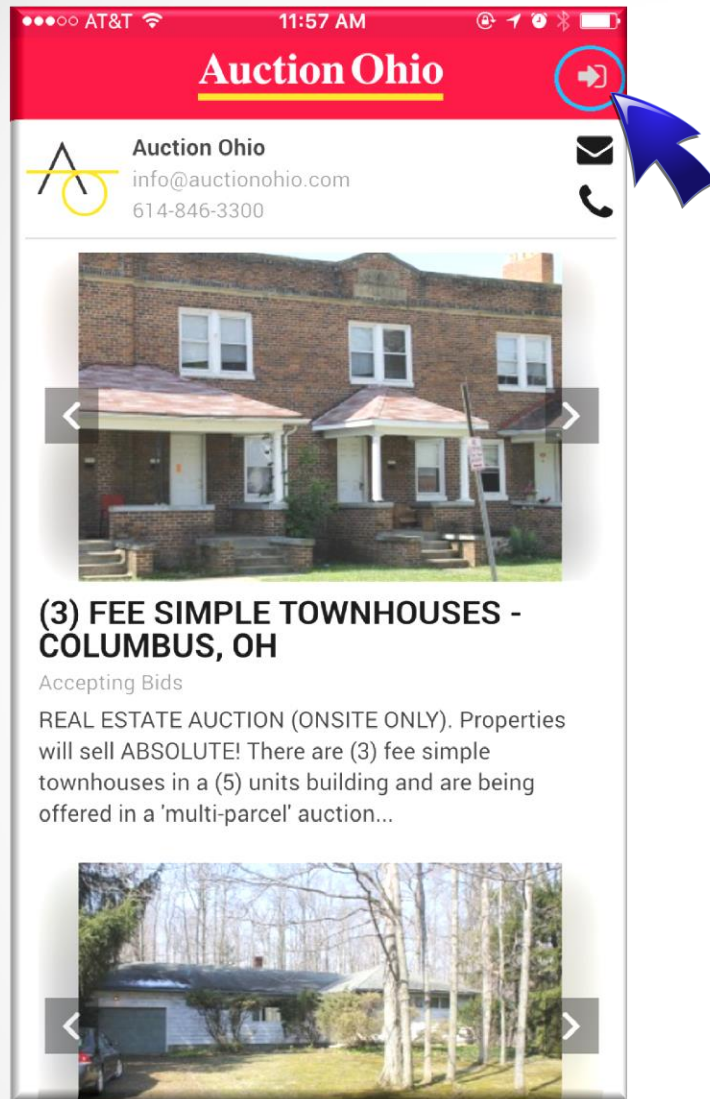 AT&T 11:57 AM
Auction Ohio
Auction Ohio
info@auctionohio.com
614-846-3300
(3) FEE SIMPLE TOWNHOUSES -
COLUMBUS, OH
Accepting Bids
REAL ESTATE AUCTION (ONSITE ONLY). Properties
will sell ABSOLUTE! There are (3) fee simple
townhouses in a (5) units building and are being
offered in a 'multi-parcel' auction...